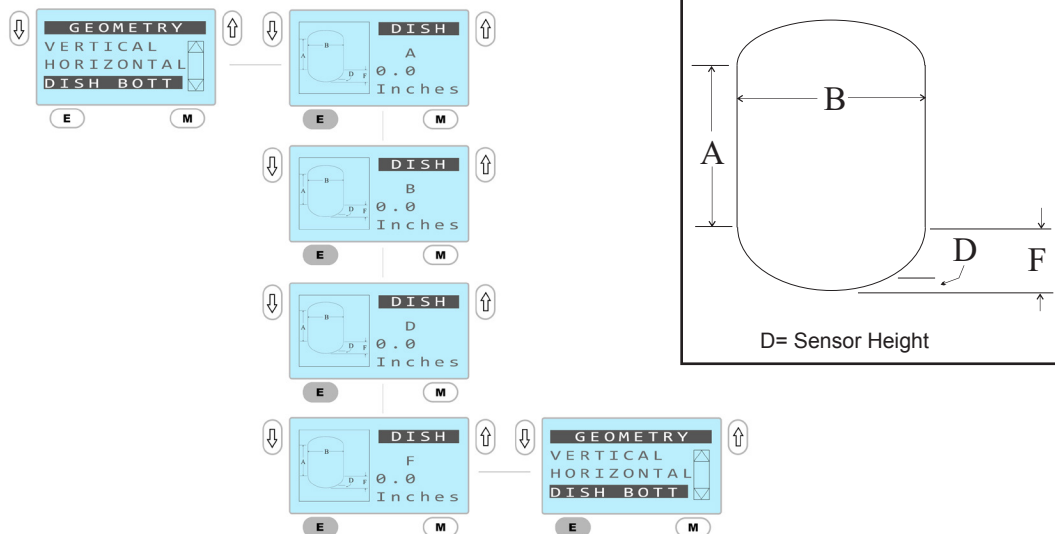 GEOMETRY
VERTICAL
HORIZONTAL
DISH BOTT
E
M
DISH
A
0.0
Inches
A
B
D
F
E
M
DISH
B
0.0
Inches
A
B
D
F
E
M
DISH
D
0.0
Inches
A
B
D
F
E
M
DISH
F
0.0
Inches
A
B
D
F
E
M
GEOMETRY
VERTICAL
HORIZONTAL
DISH BOTT
E
M
B
A
D
F
D= Sensor Height